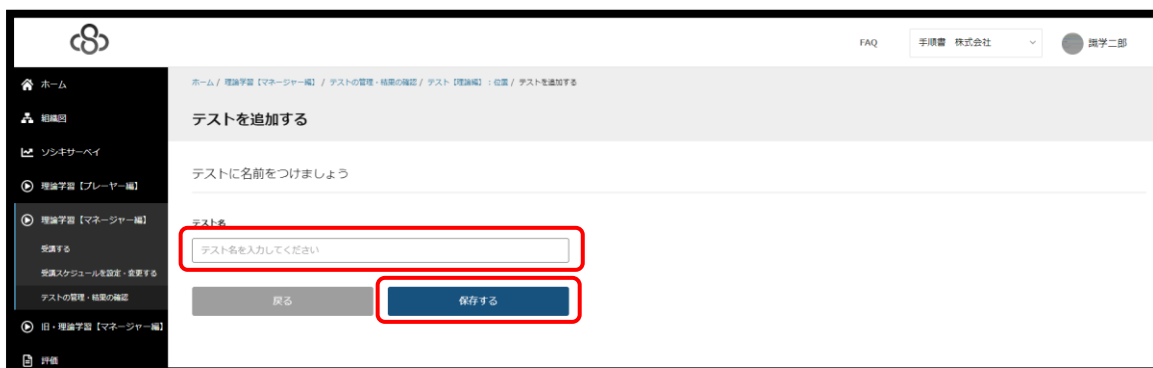 FAQ
手順書 株式会社
識学二郎
ホーム
組織図
ソシキサーベイ
理論学習【プレーヤー編】
理論学習【マネージャー編】
受講する
受講スケジュールを設定・変更する
テストの管理・結果の確認
旧・理論学習【マネージャー編】
評価
ホーム / 理論学習【マネージャー編】 / テストの管理・結果の確認 / テスト【理論編】：位置 / テストを追加する
テストを追加する
テストに名前をつけましょう
テスト名
テスト名を入力してください
戻る
保存する